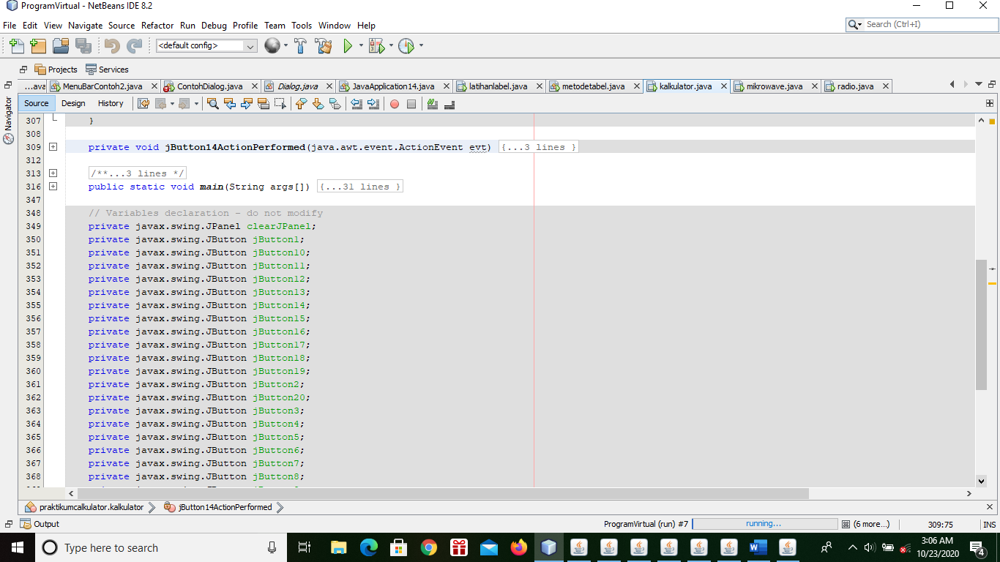 ProgramVirtual - NetBeans IDE 8.2
File Edit View Navigate Source Refactor Run Debug Profile Team Tools Window Help
Search (Ctrl+I)
<default config>
Projects Services
...ava MenuBarContoh2.java ContohDialog.java Dialog.java JavaApplication14.java latihanlabel.java metodetabel.java kalkulator.java mikrowave.java radio.java
Navigator
Source Design History
307 }
308
309 private void jButton14ActionPerformed(java.awt.event.ActionEvent evt) {...3 lines }
312
313 /**...3 lines */
316 public static void main(String args[]) {...31 lines }
347
348 // Variables declaration - do not modify
349 private javax.swing.JPanel clearJPanel;
350 private javax.swing.JButton jButton1;
351 private javax.swing.JButton jButton10;
352 private javax.swing.JButton jButton11;
353 private javax.swing.JButton jButton12;
354 private javax.swing.JButton jButton13;
355 private javax.swing.JButton jButton14;
356 private javax.swing.JButton jButton15;
357 private javax.swing.JButton jButton16;
358 private javax.swing.JButton jButton17;
359 private javax.swing.JButton jButton18;
360 private javax.swing.JButton jButton19;
361 private javax.swing.JButton jButton2;
362 private javax.swing.JButton jButton20;
363 private javax.swing.JButton jButton3;
364 private javax.swing.JButton jButton4;
365 private javax.swing.JButton jButton5;
366 private javax.swing.JButton jButton6;
367 private javax.swing.JButton jButton7;
368 private javax.swing.JButton jButton8;
praktikumcalkulator.kalkulator jButton14ActionPerformed
Output ProgramVirtual (run) #7 running... (6 more...) 309:75 INS
Type here to search
3:06 AM
10/23/2020
4